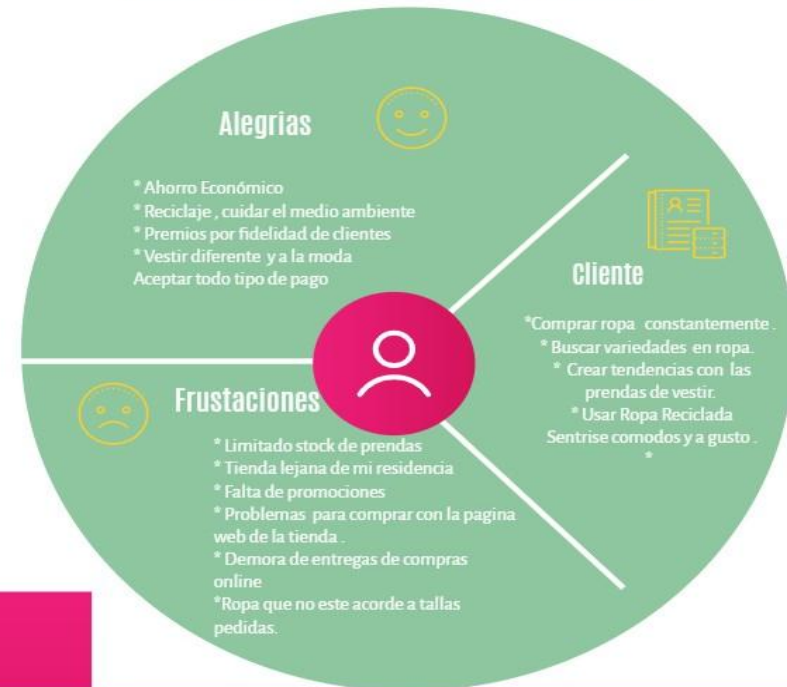 Alegrias
* Ahorro Económico
* Reciclaje , cuidar el medio ambiente
* Premios por fidelidad de clientes
* Vestir diferente y a la moda
Aceptar todo tipo de pago
Cliente
*Comprar ropa constantemente .
* Buscar variedades en ropa.
* Crear tendencias con las
prendas de vestir.
* Usar Ropa Reciclada
Sentrise comodos y a gusto .
*
Frustaciones
* Limitado stock de prendas
* Tienda lejana de mi residencia
* Falta de promociones
* Problemas para comprar con la pagina
web de la tienda .
* Demora de entregas de compras
online
*Ropa que no este acorde a tallas
pedidas.